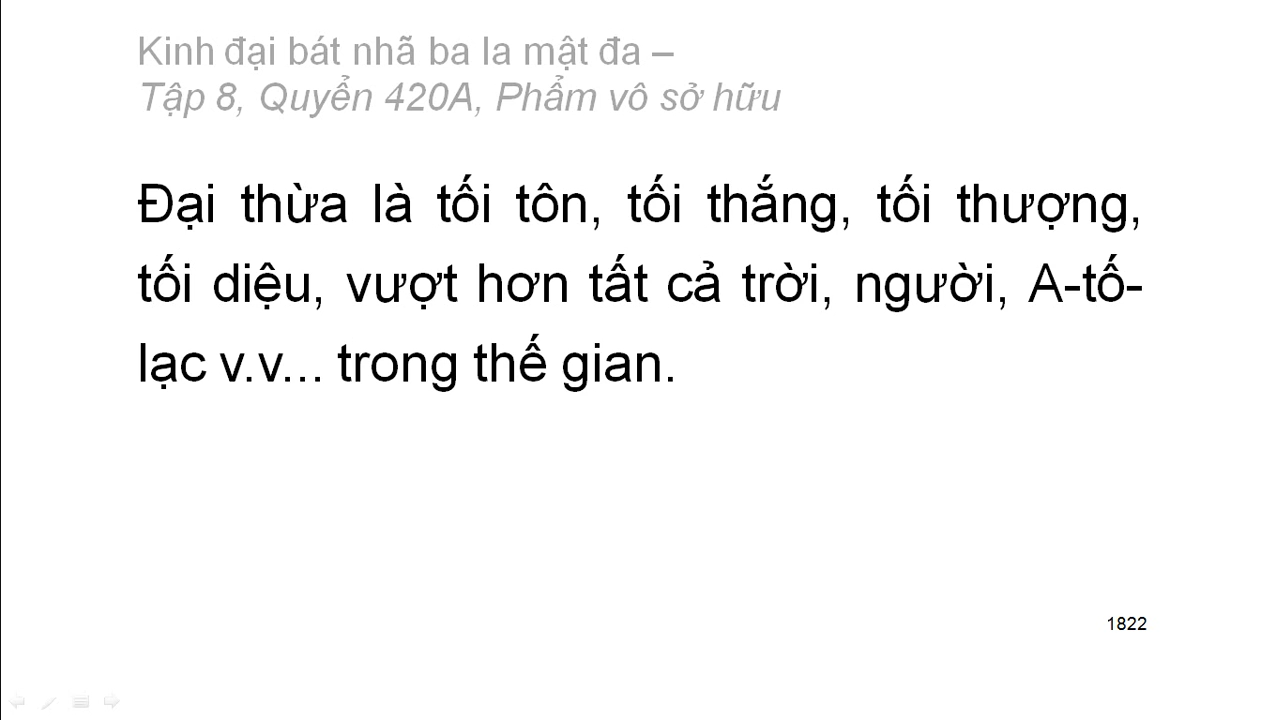 Kinh đại bát nhã ba la mật đa –
Tập 8, Quyển 420A, Phẩm vô sở hữu
Đại thừa là tối tôn, tối thắng, tối thượng,
tối diệu, vượt hơn tất cả trời, người, A-tố-
lạc v.v... trong thế gian.
1822